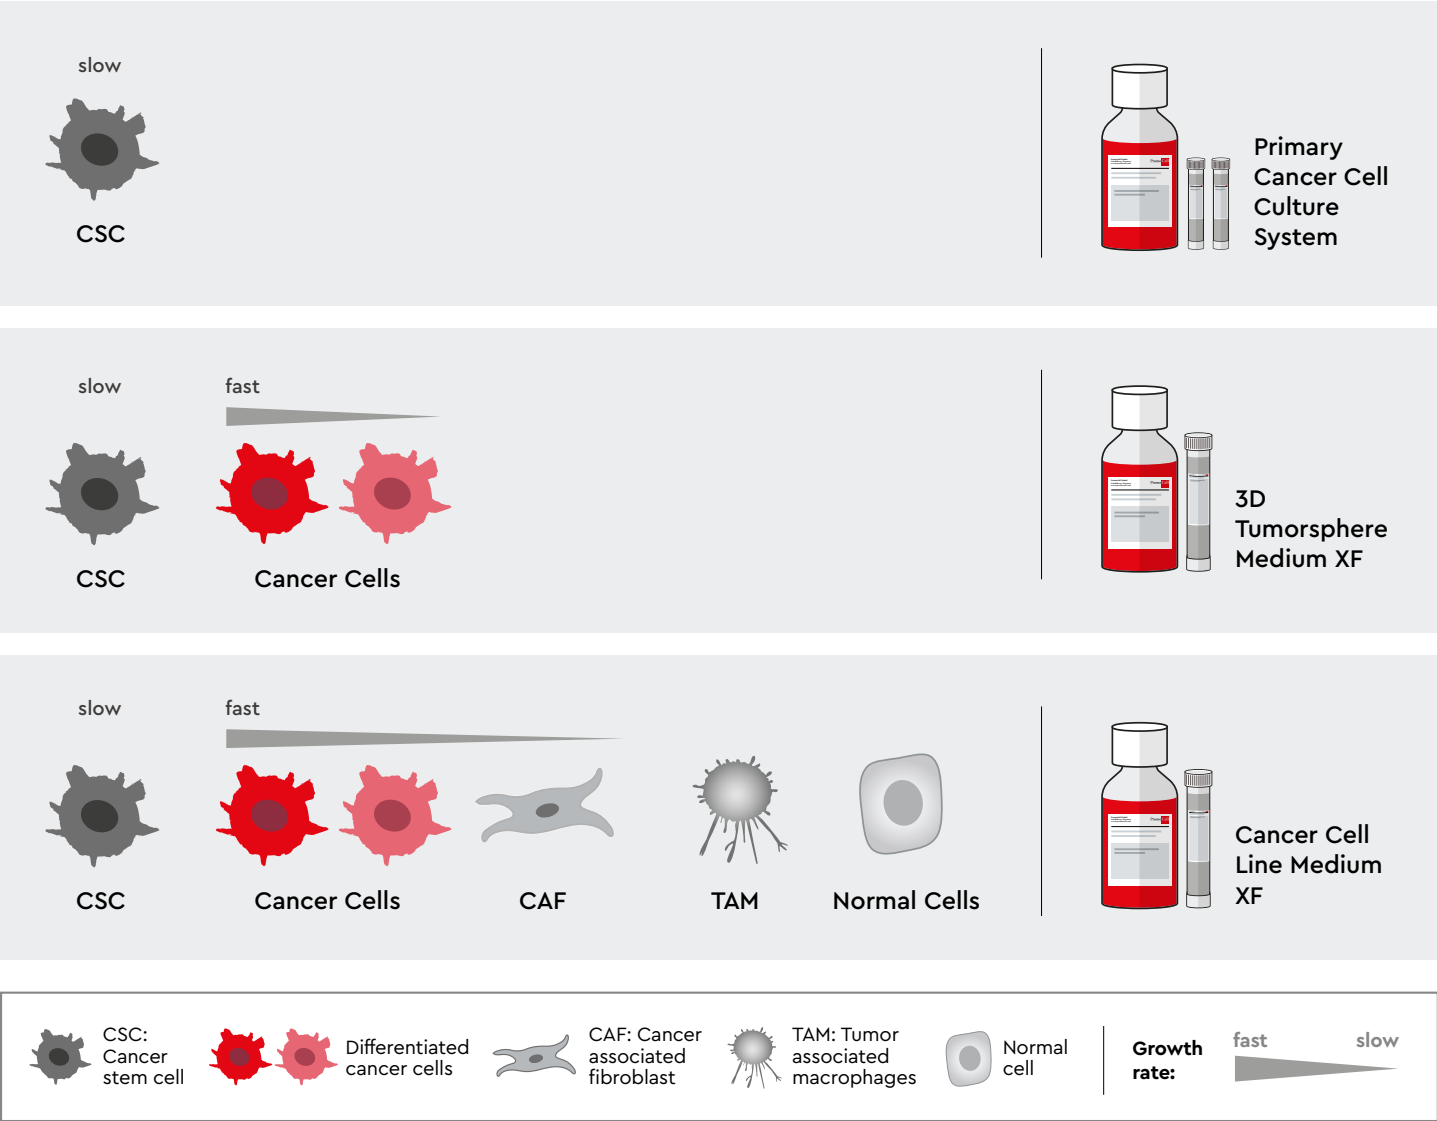 slow
CSC
Primary
Cancer Cell
Culture
System
slow
fast
CSC
Cancer Cells
3D
Tumorsphere
Medium XF
slow
fast
CSC
Cancer Cells
CAF
TAM
Normal Cells
Cancer Cell
Line Medium
XF
CSC:
Cancer
stem cell
Differentiated
cancer cells
CAF: Cancer
associated
fibroblast
TAM: Tumor
associated
macrophages
Normal
cell
Growth
rate:
fast
slow